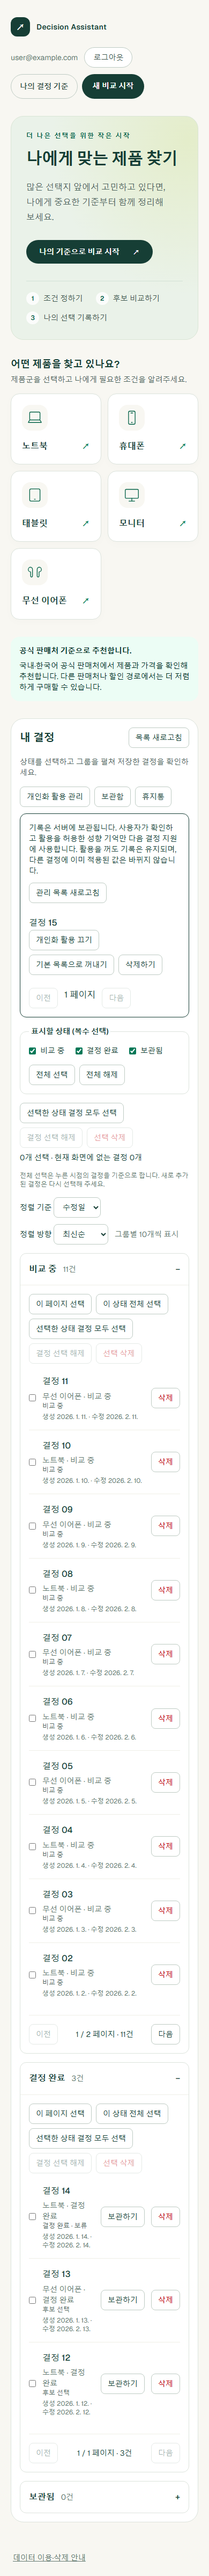 Decision Assistant
user@example.com 로그아웃
나의 결정 기준 새 비교 시작
더 나은 선택을 위한 작은 시작
나에게 맞는 제품 찾기
많은 선택지 앞에서 고민하고 있다면,
나에게 중요한 기준부터 함께 정리해
보세요.
나의 기준으로 비교 시작 ↗
1 조건 정하기 2 후보 비교하기
3 나의 선택 기록하기
어떤 제품을 찾고 있나요?
제품군을 선택하고 나에게 필요한 조건을 알려주세요.
노트북 ↗
휴대폰 ↗
태블릿 ↗
모니터 ↗
무선 이어폰 ↗
공식 판매처 기준으로 추천합니다.
국내·한국어 공식 판매처에서 제품과 가격을 확인해
추천합니다. 다른 판매처나 할인 경로에서는 더 저렴
하게 구매할 수 있습니다.
내 결정 목록 새로고침
상태를 선택하고 그룹을 펼쳐 저장한 결정을 확인하
세요.
개인화 활용 관리 보관함 휴지통
기록은 서버에 보관됩니다. 사용자가 확인하
고 활용을 허용한 경험 기억만 다음 결정 지원
에 사용합니다. 활용을 꺼도 기록은 유지되며,
다른 결정에 이미 적용된 값은 바뀌지 않습니
다.
관리 목록 새로고침
결정 15
개인화 활용 끄기
기본 목록으로 꺼내기 삭제하기
이전 1 페이지 다음
표시할 상태 (복수 선택)
비교 중 결정 완료 보관됨
전체 선택 전체 해제
선택한 상태 결정 모두 선택
결정 선택 해제 선택 삭제
0개 선택 · 현재 화면에 없는 결정 0개
전체 선택은 누른 시점의 결정을 기준으로 합니다. 새로 추가
된 결정은 다시 선택해 주세요.
정렬 기준 수정일
정렬 방향 최신순 그룹별 10개씩 표시
비교 중 11건 −
이 페이지 선택 이 상태 전체 선택
선택한 상태 결정 모두 선택
결정 선택 해제 선택 삭제
결정 11
무선 이어폰 · 비교 중
비교 중
생성 2026. 1. 11. · 수정 2026. 2. 11.
삭제
결정 10
노트북 · 비교 중
비교 중
생성 2026. 1. 10. · 수정 2026. 2. 10.
삭제
결정 09
무선 이어폰 · 비교 중
비교 중
생성 2026. 1. 9. · 수정 2026. 2. 9.
삭제
결정 08
노트북 · 비교 중
비교 중
생성 2026. 1. 8. · 수정 2026. 2. 8.
삭제
결정 07
무선 이어폰 · 비교 중
비교 중
생성 2026. 1. 7. · 수정 2026. 2. 7.
삭제
결정 06
노트북 · 비교 중
비교 중
생성 2026. 1. 6. · 수정 2026. 2. 6.
삭제
결정 05
무선 이어폰 · 비교 중
비교 중
생성 2026. 1. 5. · 수정 2026. 2. 5.
삭제
결정 04
노트북 · 비교 중
비교 중
생성 2026. 1. 4. · 수정 2026. 2. 4.
삭제
결정 03
무선 이어폰 · 비교 중
비교 중
생성 2026. 1. 3. · 수정 2026. 2. 3.
삭제
결정 02
노트북 · 비교 중
비교 중
생성 2026. 1. 2. · 수정 2026. 2. 2.
삭제
이전 1 / 2 페이지 · 11건 다음
결정 완료 3건 −
이 페이지 선택 이 상태 전체 선택
선택한 상태 결정 모두 선택
결정 선택 해제 선택 삭제
결정 14
노트북 · 결정
완료
결정 완료 · 보류
생성 2026. 1. 14. ·
수정 2026. 2. 14.
보관하기 삭제
결정 13
무선 이어폰 ·
결정 완료
후보 선택
생성 2026. 1. 13. ·
수정 2026. 2. 13.
보관하기 삭제
결정 12
노트북 · 결정
완료
후보 선택
생성 2026. 1. 12. ·
수정 2026. 2. 12.
보관하기 삭제
이전 1 / 1 페이지 · 3건 다음
보관됨 0건 +
데이터 이용·삭제 안내